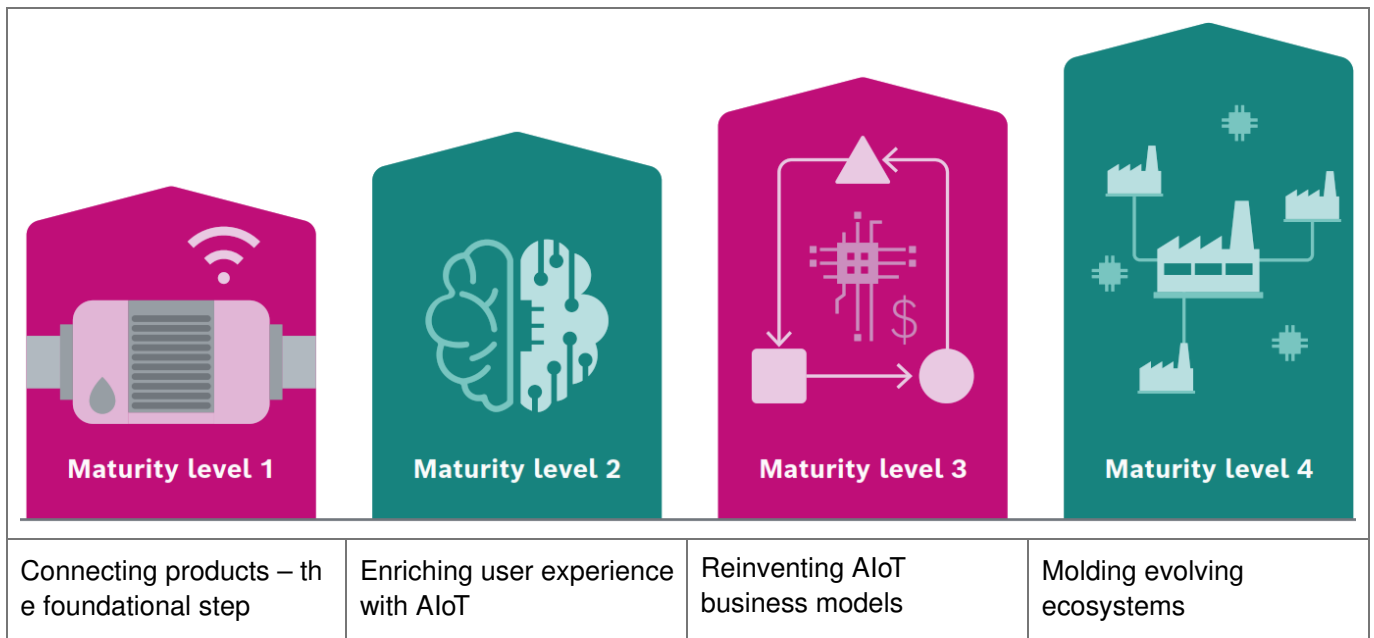 $
Maturity level 1
Maturity level 2
Maturity level 3
Maturity level 4
Connecting products – th
e foundational step
Enriching user experience
with AIoT
Reinventing AIoT
business models
Molding evolving
ecosystems